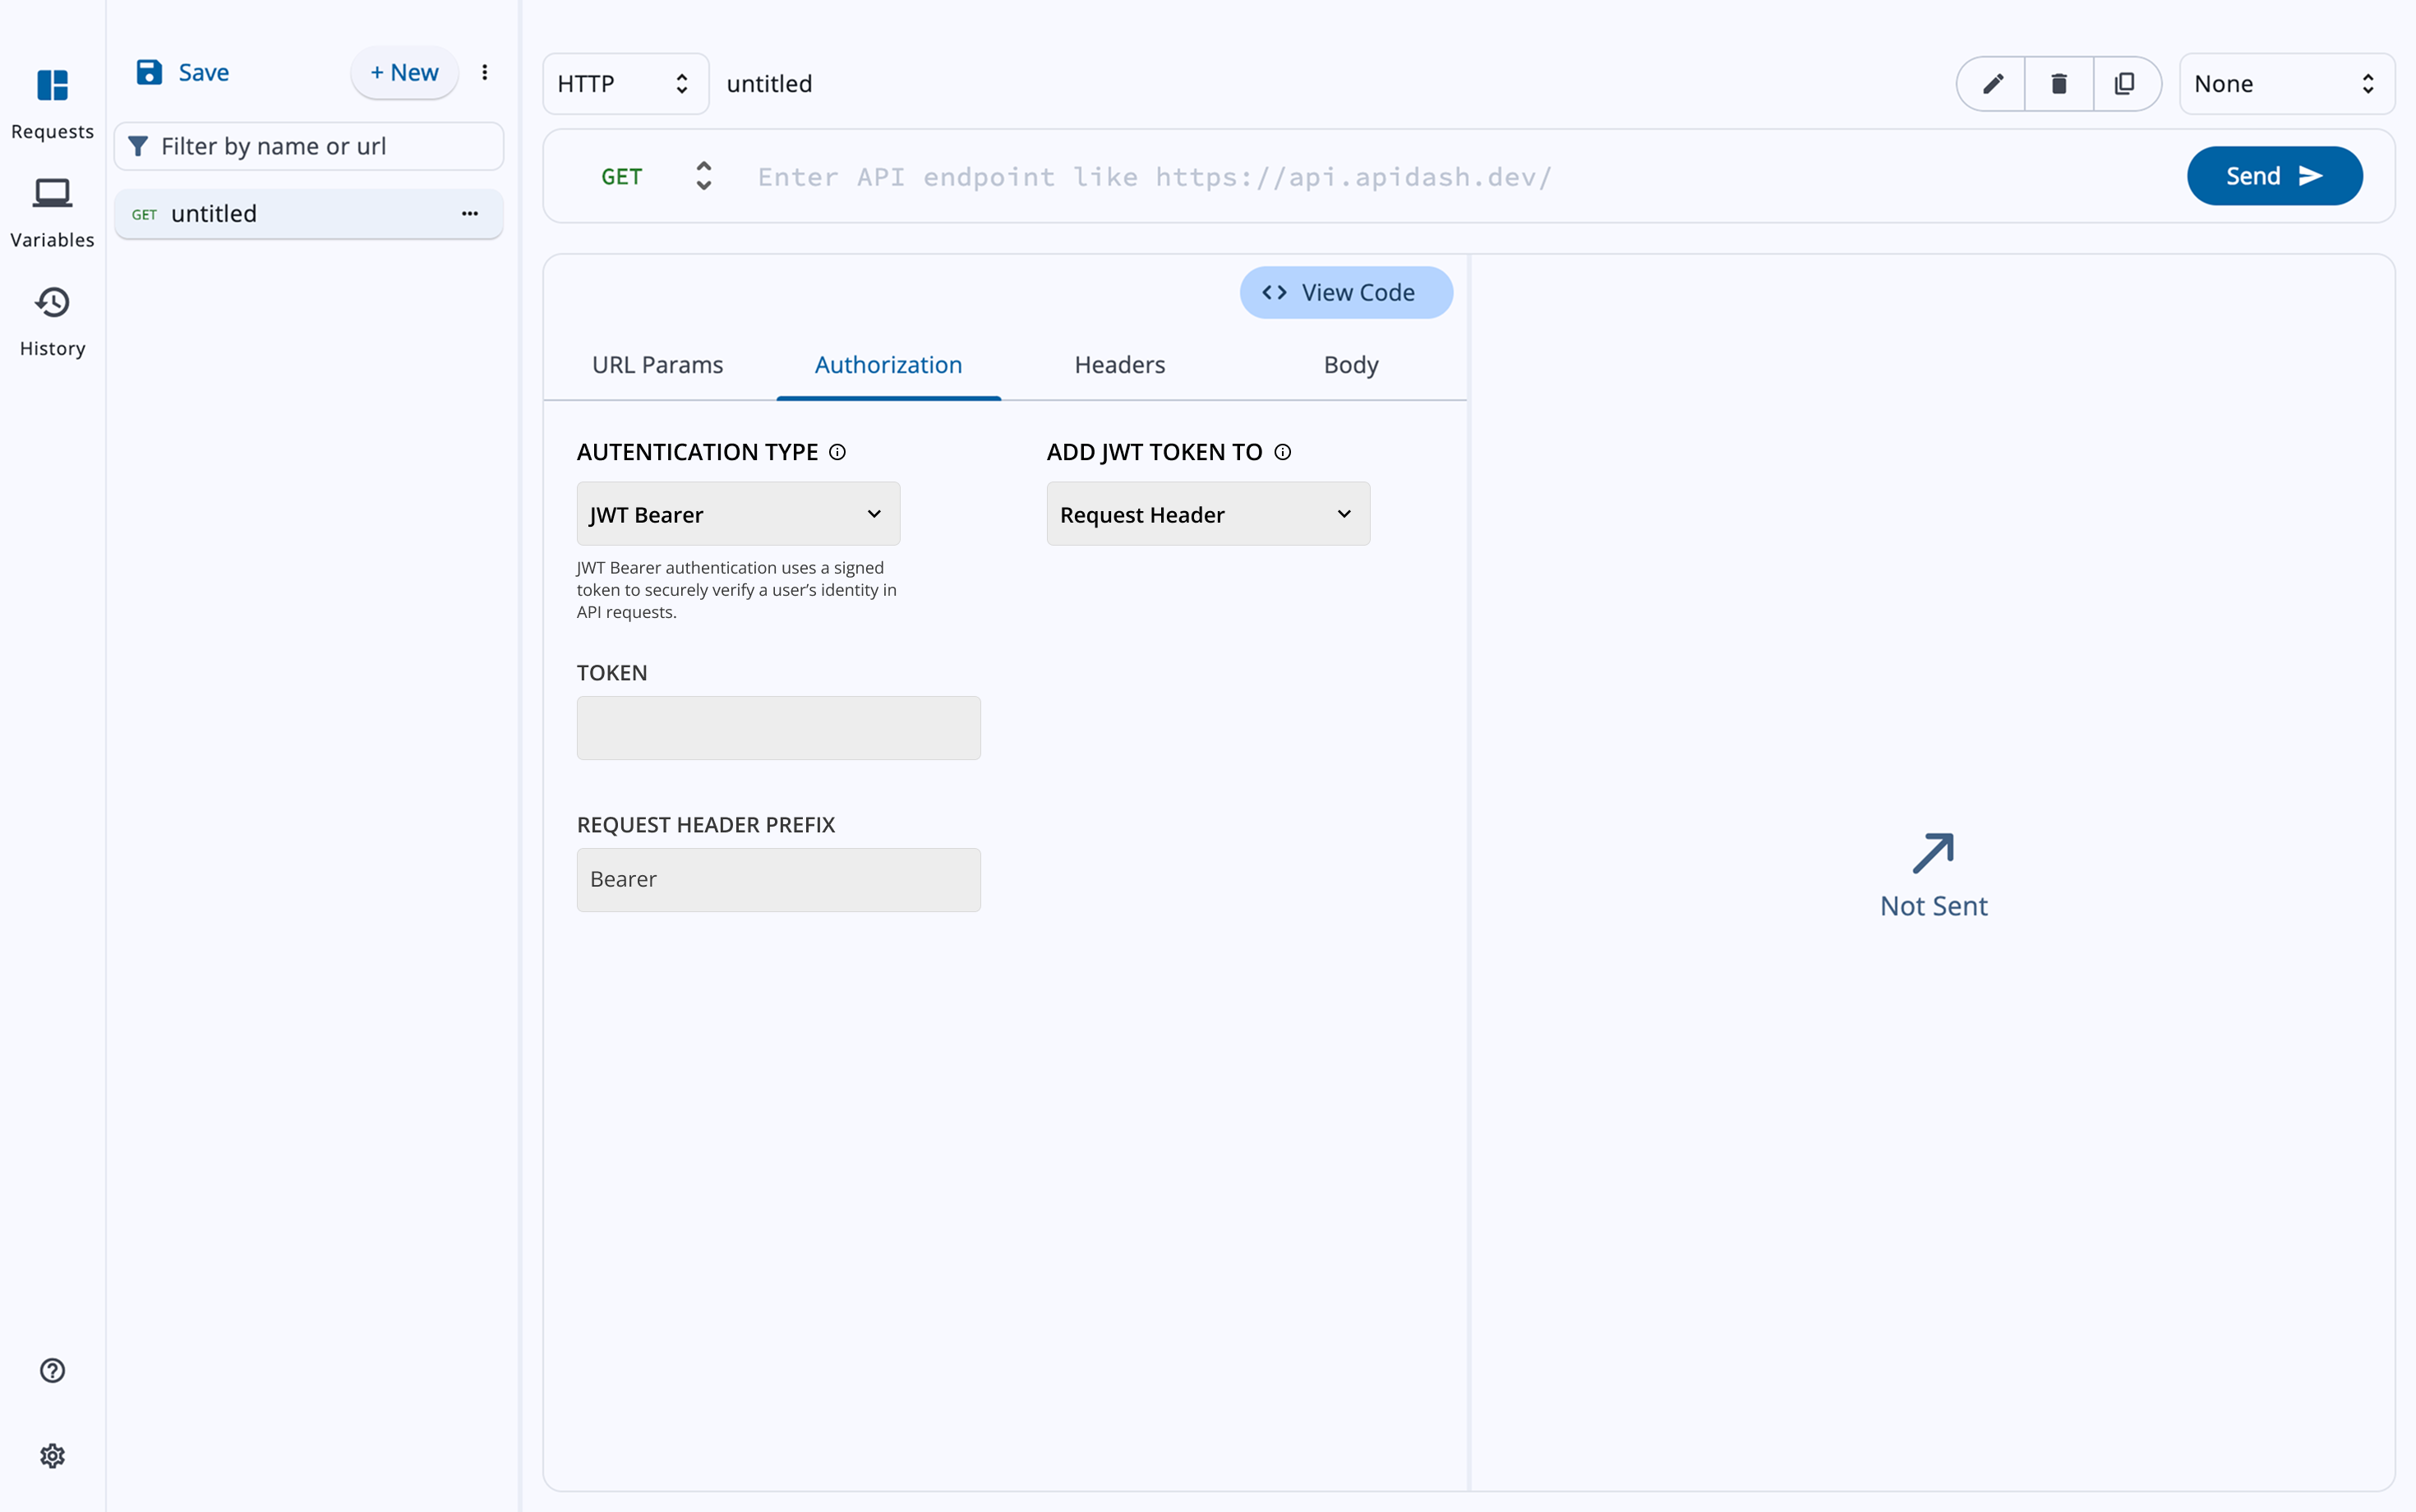 Requests
Variables
History
Save
+ New
Filter by name or url
GET untitled
HTTP
untitled
None
GET
Enter API endpoint like https://api.apidash.dev/
Send
View Code
URL Params
Authorization
Headers
Body
AUTENTICATION TYPE
ADD JWT TOKEN TO
JWT Bearer
Request Header
JWT Bearer authentication uses a signed
token to securely verify a user’s identity in
API requests.
TOKEN
REQUEST HEADER PREFIX
Bearer
Not Sent